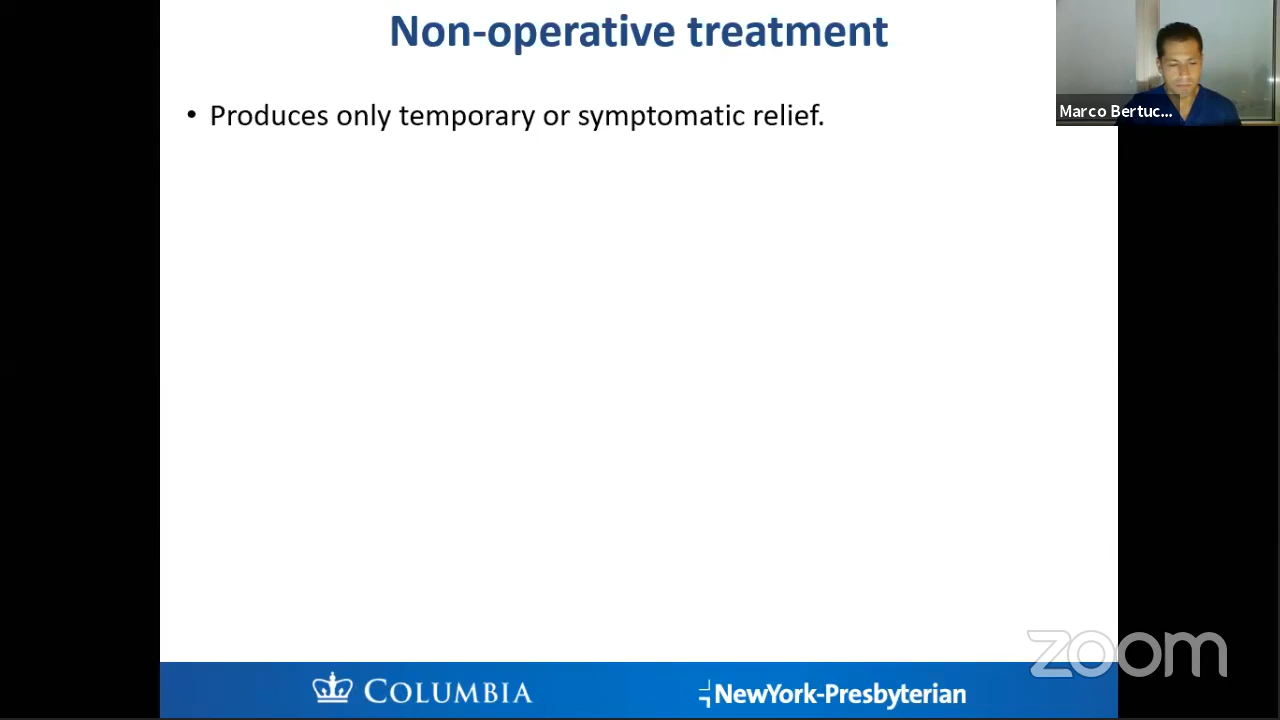 Non-operative treatment
• Produces only temporary or symptomatic relief.
Marco Bertuc...
zoom
COLUMBIA
NewYork-Presbyterian